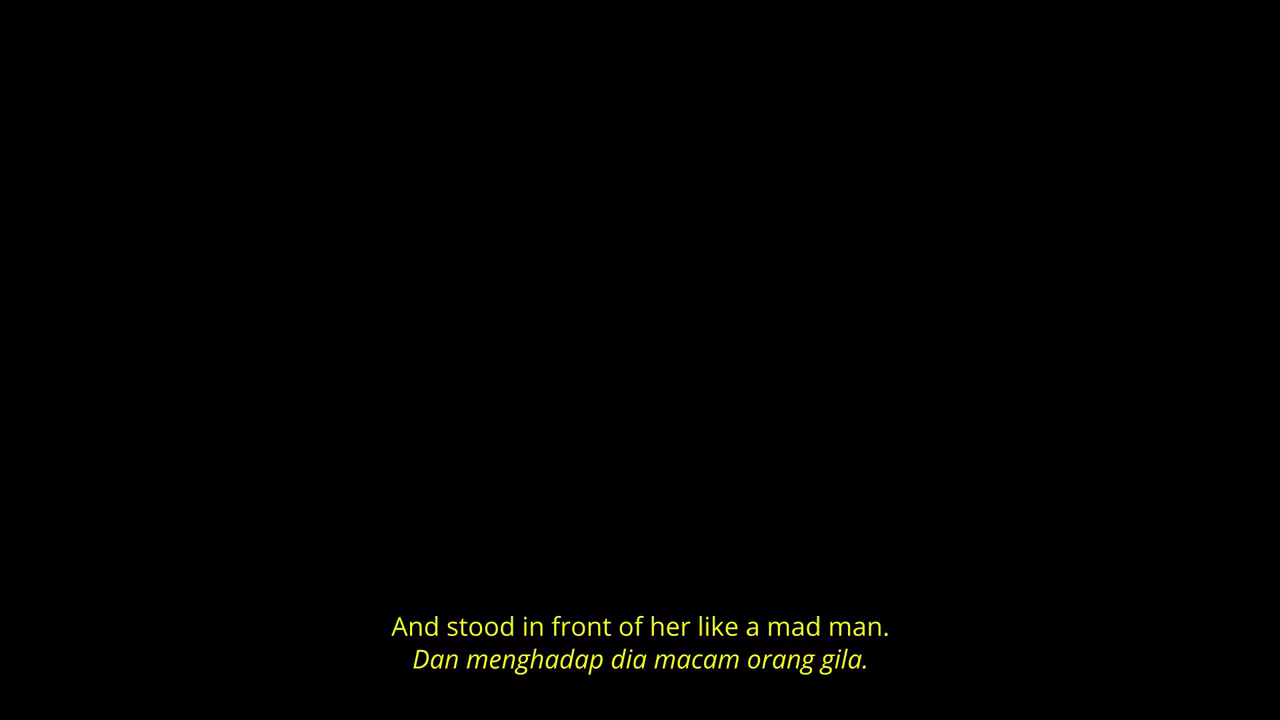 And stood in front of her like a mad man.
Dan menghadap dia macam orang gila.